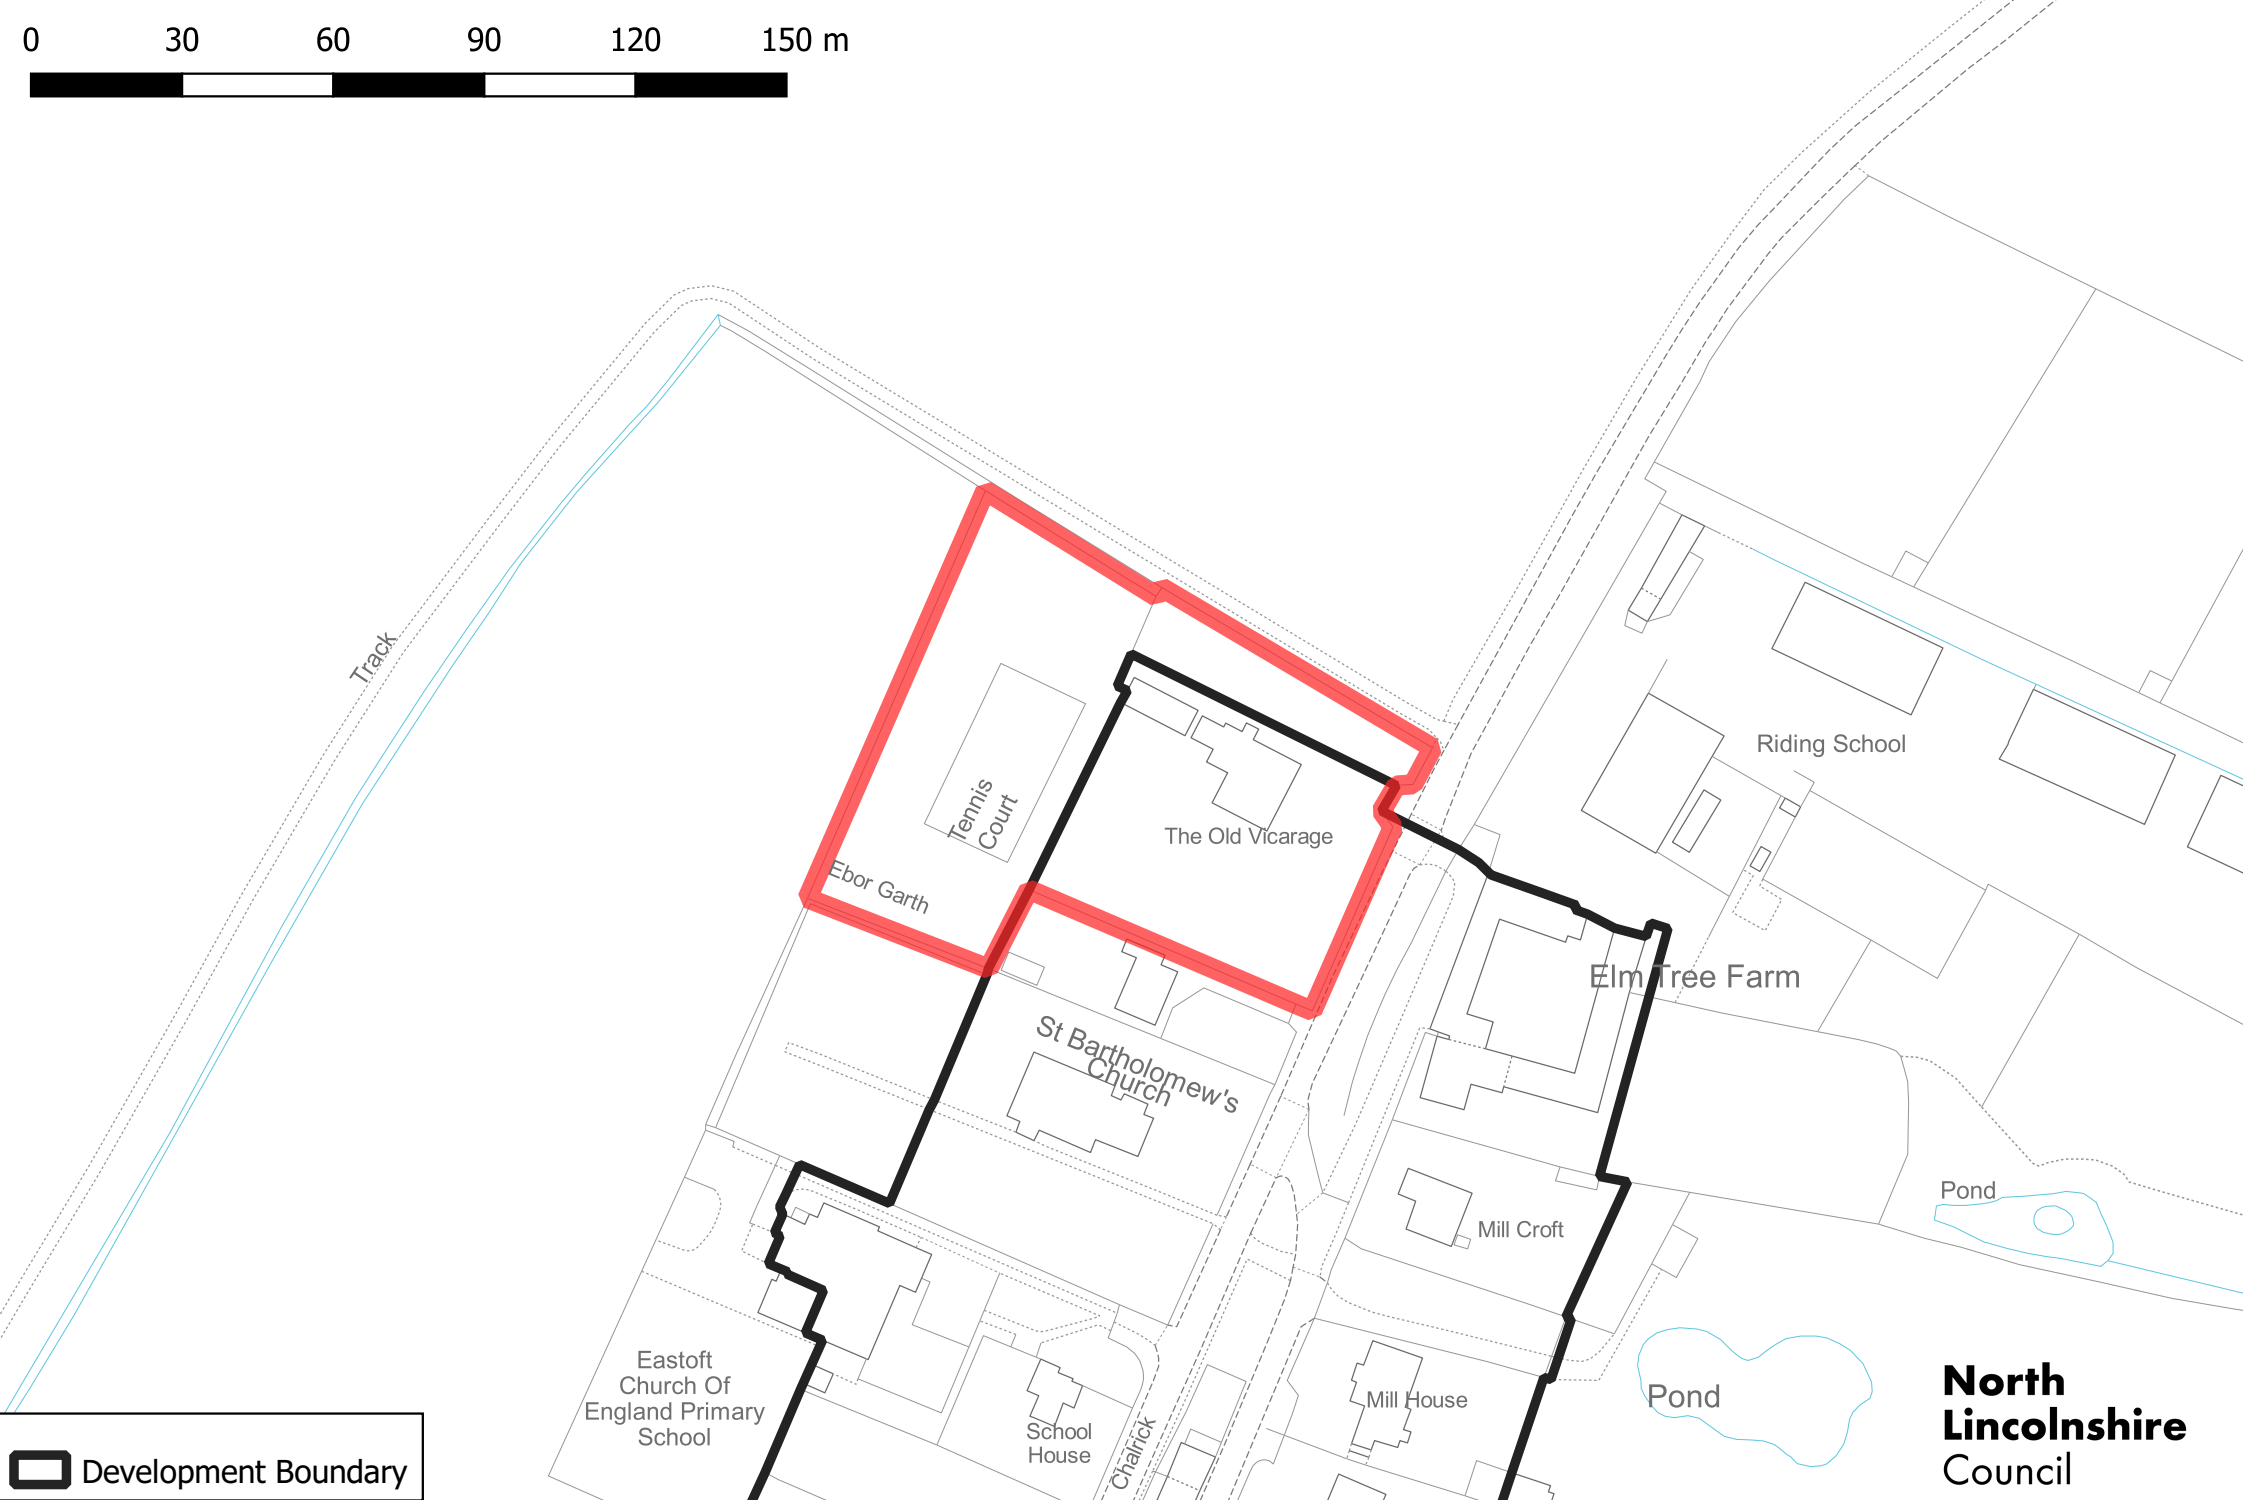 0 30 60 90 120 150 m
Track
Riding School
Tennis
Court
The Old Vicarage
Ebor Garth
Elm Tree Farm
St Bartholomew's
Church
Pond
Mill Croft
Eastoft
Church Of
England Primary
School
School
House
Mill House
Pond
Chalrick
Development Boundary
North
Lincolnshire
Council